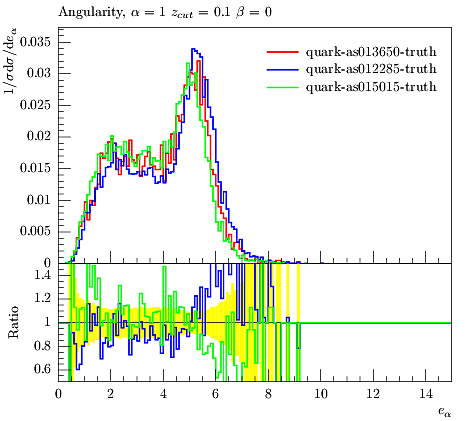 Angularity, α = 1 z_cut = 0.1 β = 0
1/σ dσ/de_α
0.035
0.03
0.025
0.02
0.015
0.01
0.005
0
quark-as013650-truth
quark-as012285-truth
quark-as015015-truth
Ratio
1.4
1.2
1
0.8
0.6
0 2 4 6 8 10 12 14
e_α